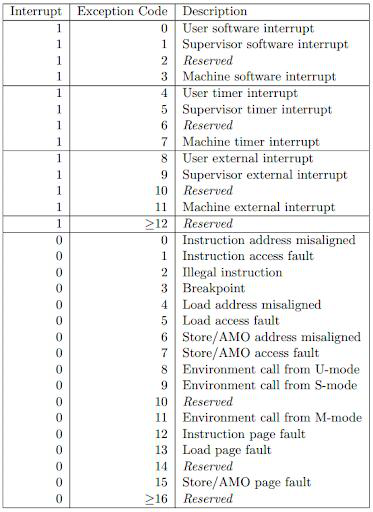 Interrupt Exception Code Description
1 0 User software interrupt
1 1 Supervisor software interrupt
1 2 Reserved
1 3 Machine software interrupt
1 4 User timer interrupt
1 5 Supervisor timer interrupt
1 6 Reserved
1 7 Machine timer interrupt
1 8 User external interrupt
1 9 Supervisor external interrupt
1 10 Reserved
1 11 Machine external interrupt
1 ≥12 Reserved
0 0 Instruction address misaligned
0 1 Instruction access fault
0 2 Illegal instruction
0 3 Breakpoint
0 4 Load address misaligned
0 5 Load access fault
0 6 Store/AMO address misaligned
0 7 Store/AMO access fault
0 8 Environment call from U-mode
0 9 Environment call from S-mode
0 10 Reserved
0 11 Environment call from M-mode
0 12 Instruction page fault
0 13 Load page fault
0 14 Reserved
0 15 Store/AMO page fault
0 ≥16 Reserved